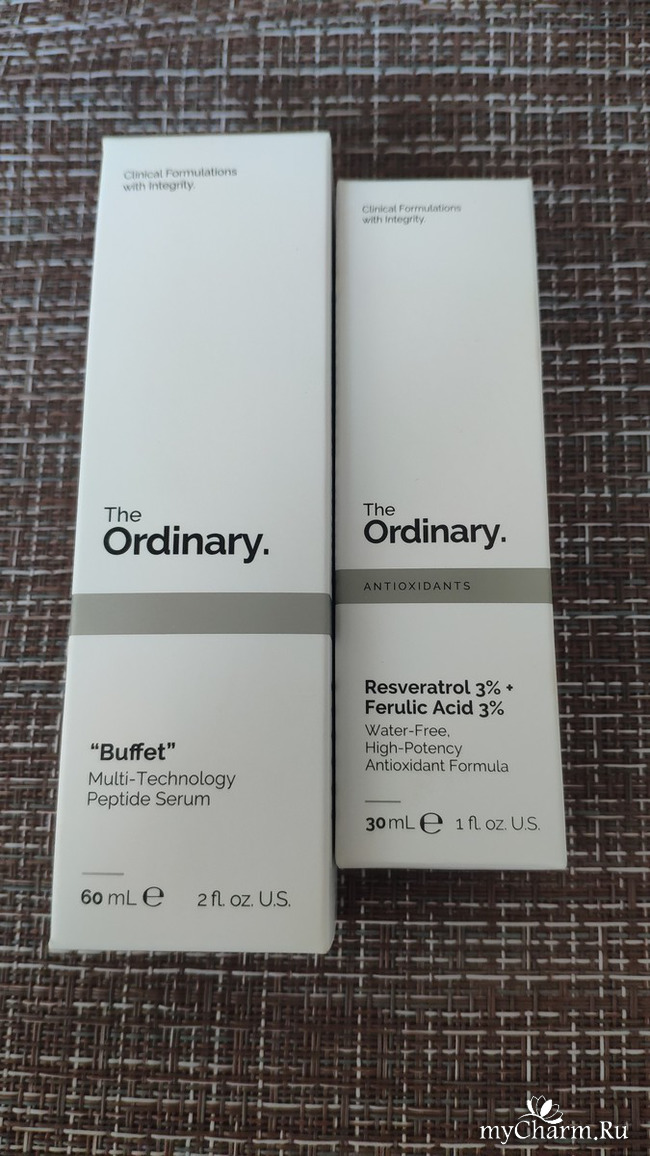 Clinical Formulations
with Integrity.
The
Ordinary.
“Buffet”
Multi-Technology
Peptide Serum
60 mL e 2 fl. oz. U.S.
Clinical Formulations
with Integrity.
The
Ordinary.
ANTIOXIDANTS
Resveratrol 3% +
Ferulic Acid 3%
Water-Free,
High-Potency
Antioxidant Formula
30 mL e 1 fl. oz. U.S.
myCharm.Ru